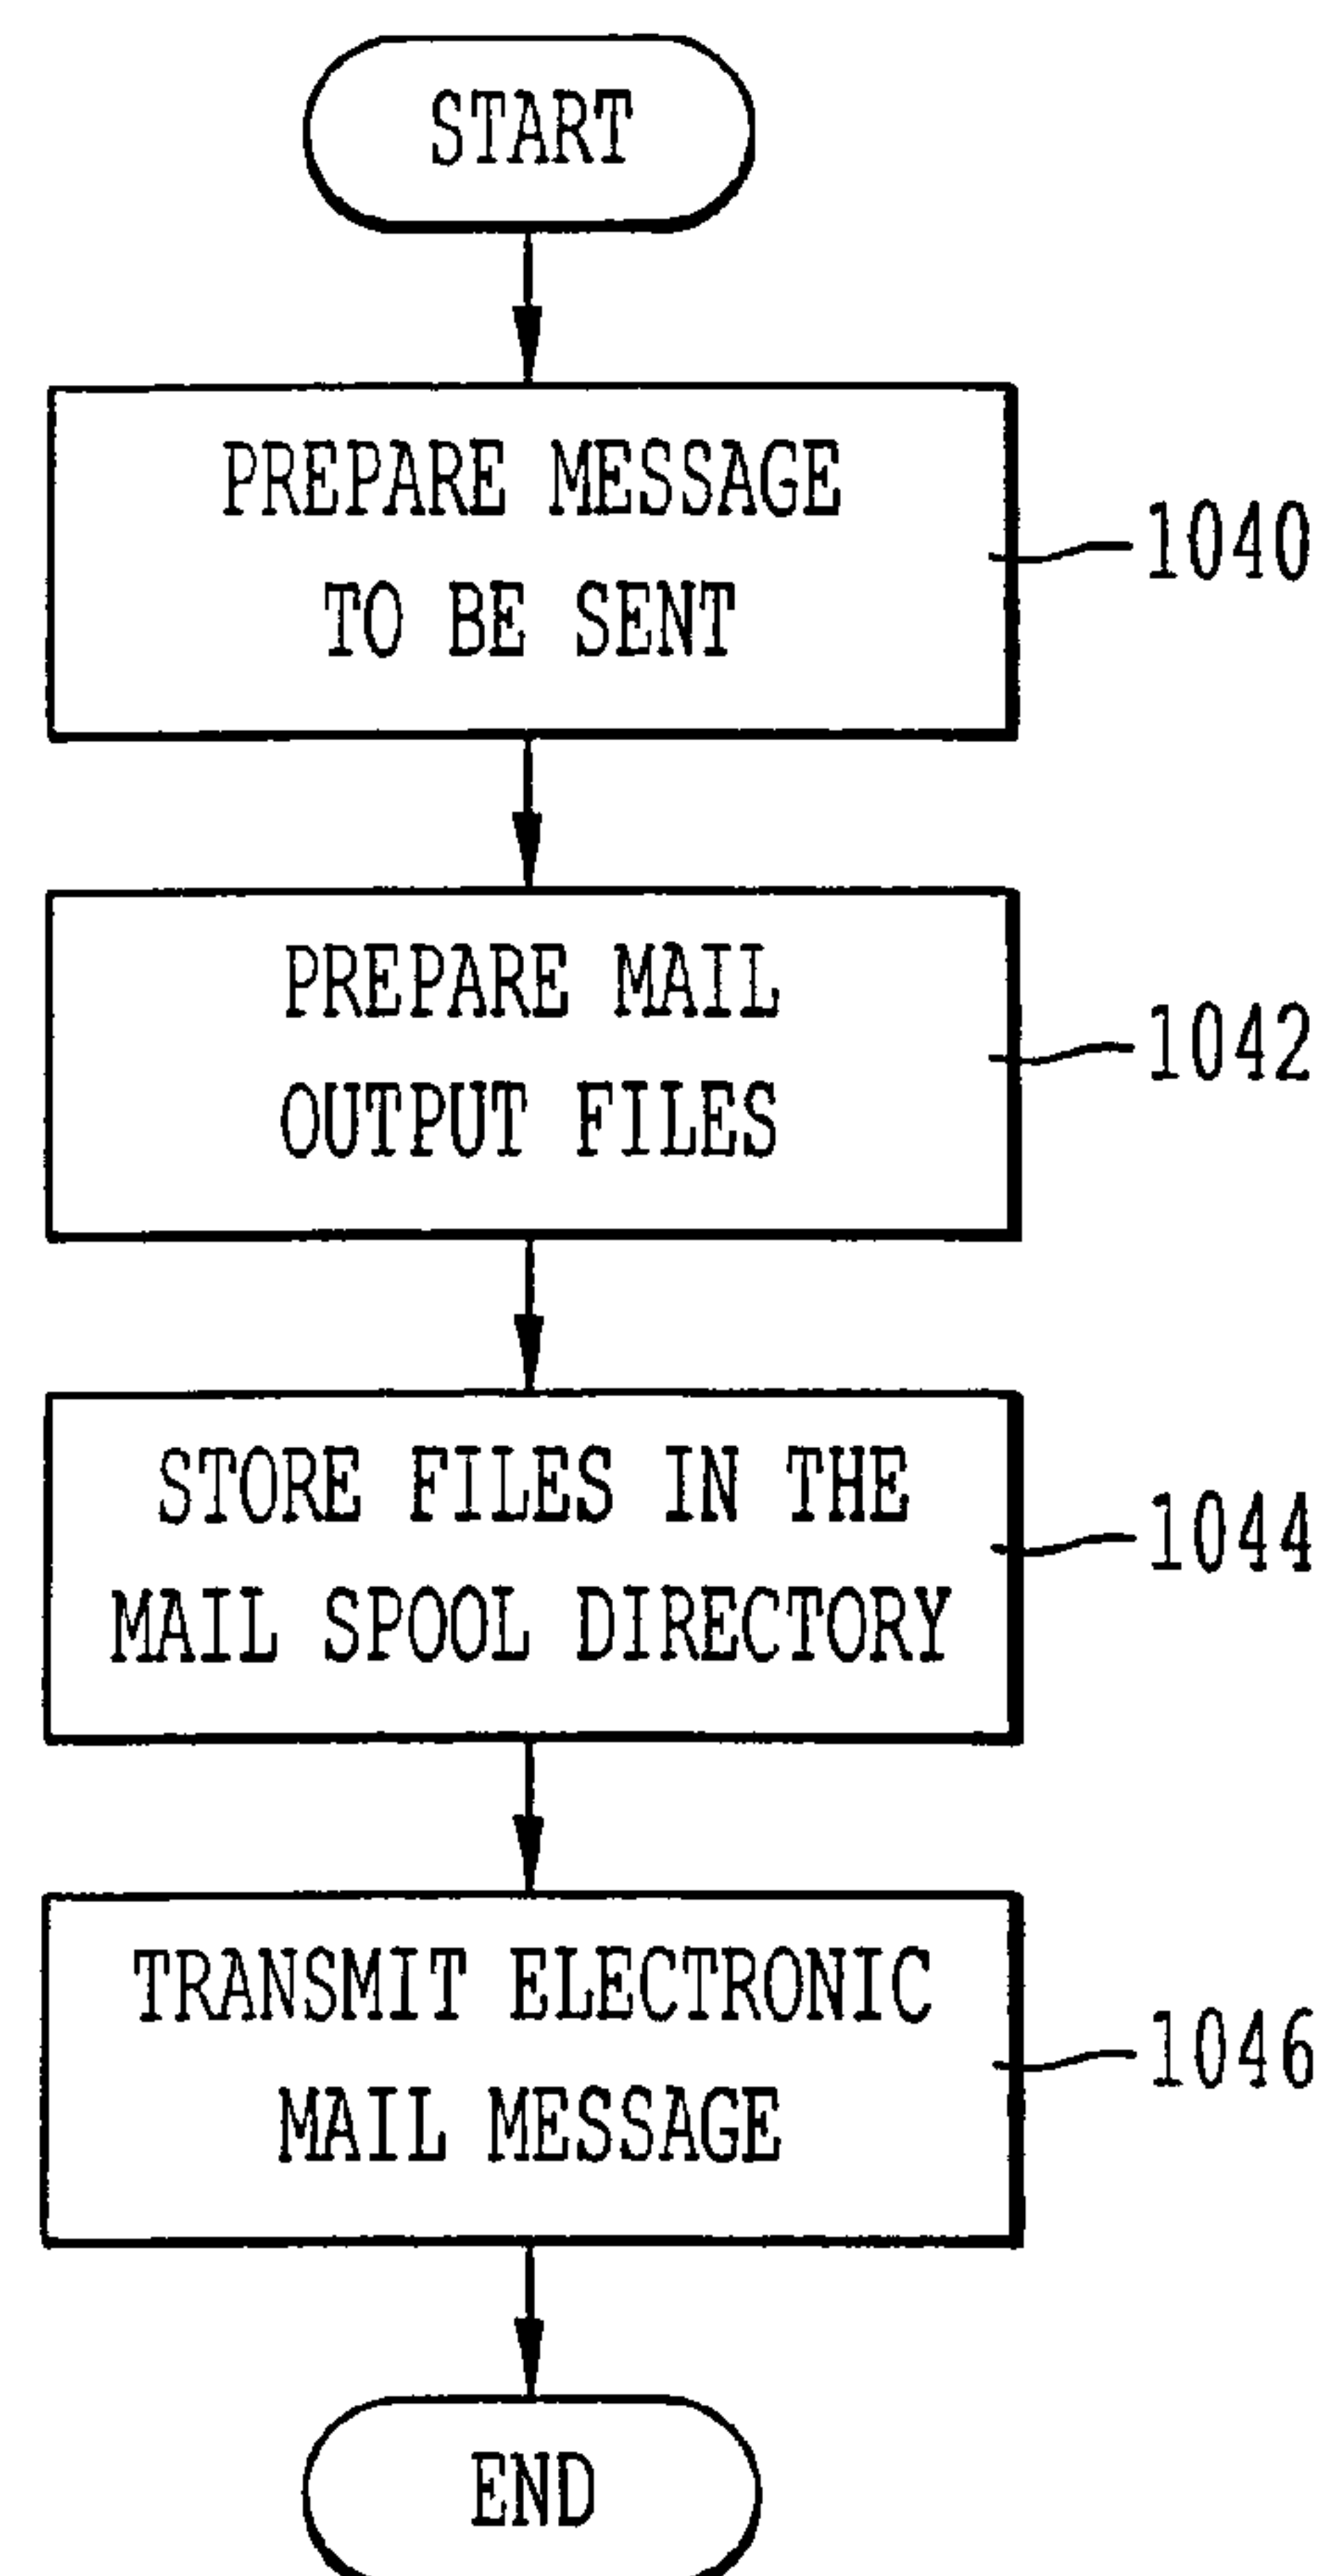 START
PREPARE MESSAGE
TO BE SENT
1040
PREPARE MAIL
OUTPUT FILES
1042
STORE FILES IN THE
MAIL SPOOL DIRECTORY
1044
TRANSMIT ELECTRONIC
MAIL MESSAGE
1046
END